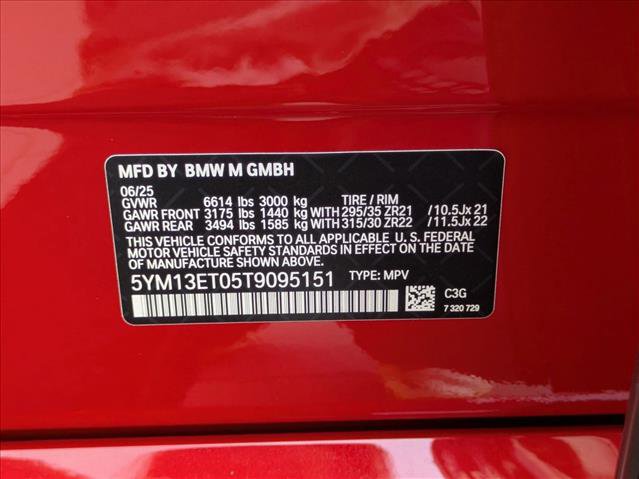 MFD BY BMW M GMBH
06/25
GVWR 6614 lbs 3000 kg TIRE / RIM
GAWR FRONT 3175 lbs 1440 kg WITH 295/35 ZR21 /10.5Jx 21
GAWR REAR 3494 lbs 1585 kg WITH 315/30 ZR22 /11.5Jx 22
THIS VEHICLE CONFORMS TO ALL APPLICABLE U. S. FEDERAL
MOTOR VEHICLE SAFETY STANDARDS IN EFFECT ON THE
DATE OF MANUFACTURE SHOWN ABOVE.
5YM13ET05T9095151 TYPE: MPV
C3G
7 320 729